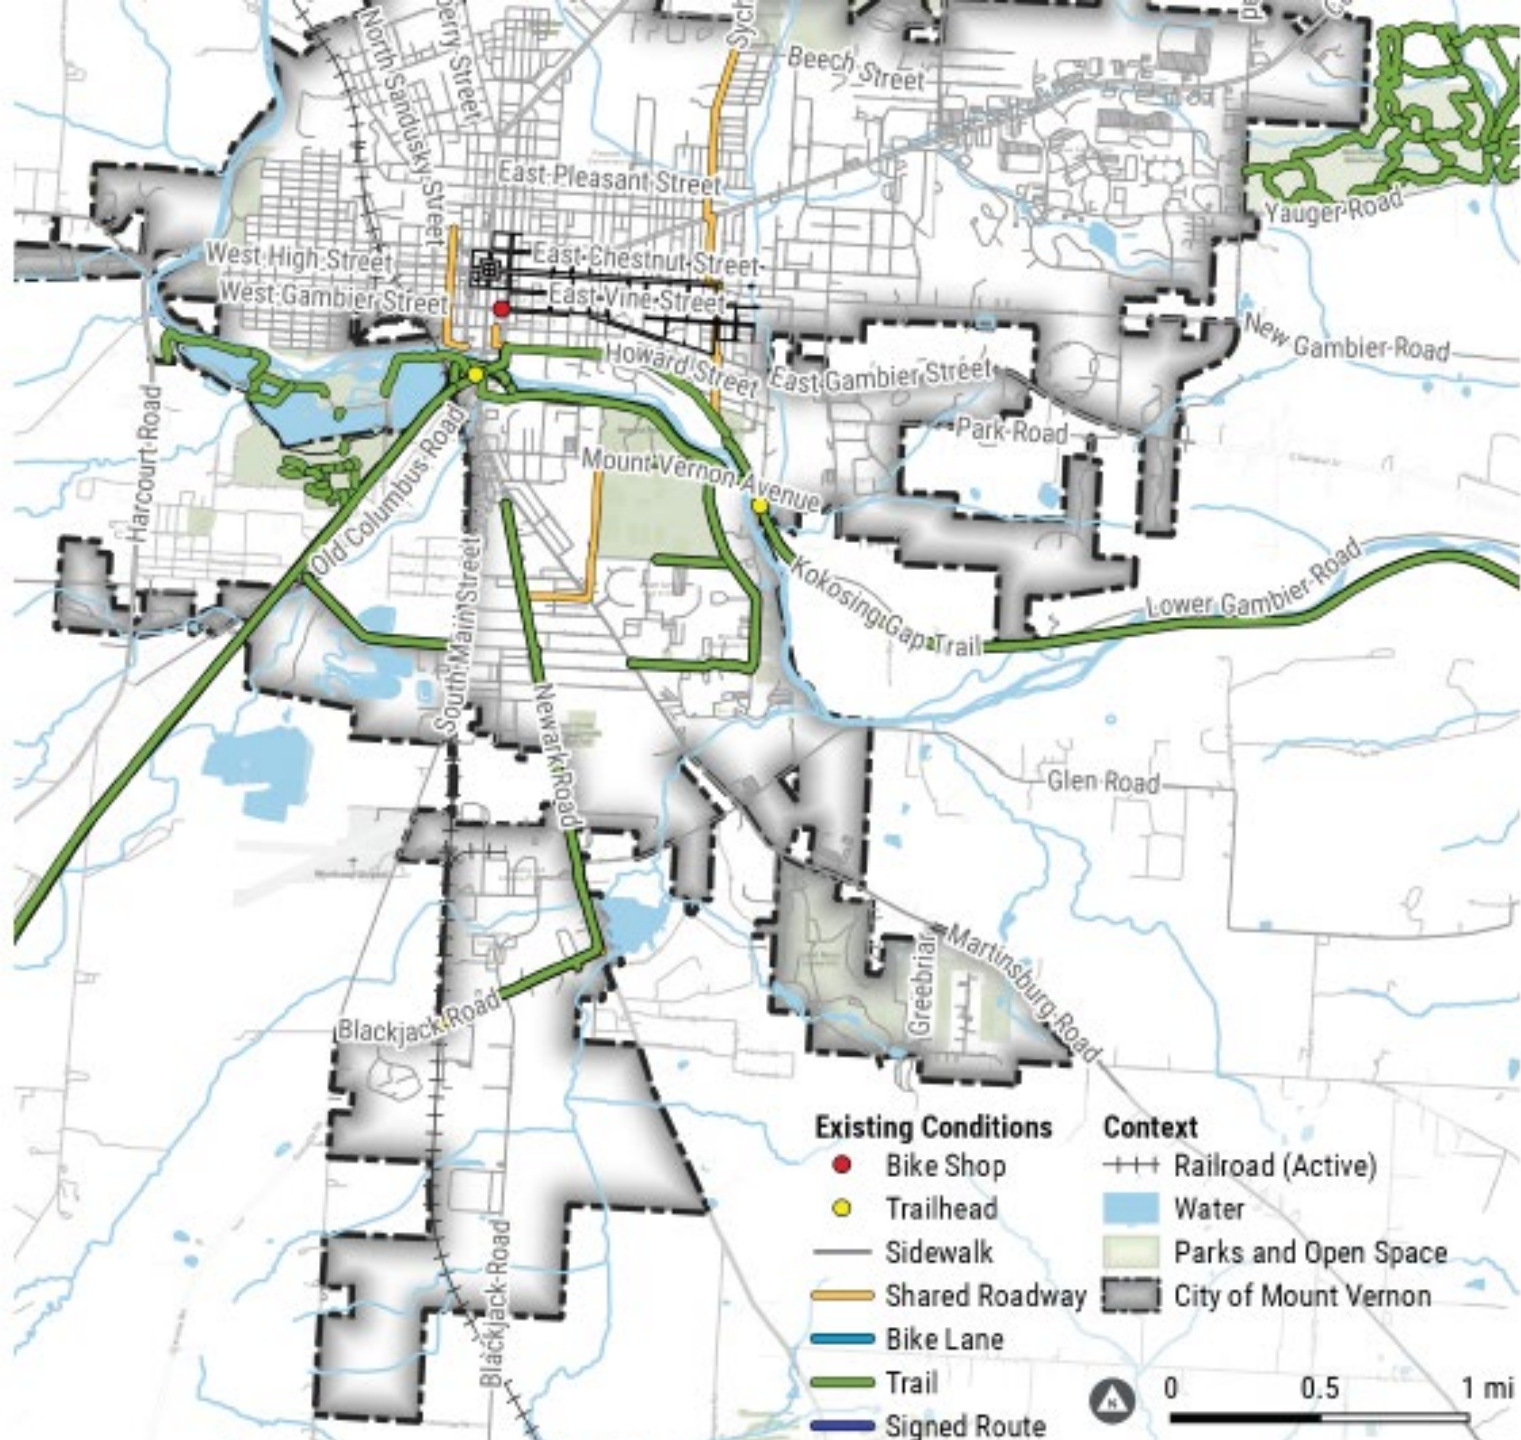 North Sandusky Street
erry Street
Sych
Beech Street
East Pleasant Street
Yauger Road
West High Street
East Chestnut Street
West Gambier Street
East Vine Street
New Gambier Road
Howard Street
East Gambier Street
Harcourt Road
Old Columbus Road
Park Road
Mount Vernon Avenue
Kokosing Gap Trail
Lower Gambier Road
South Main Street
Newark Road
Glen Road
Greebriar
Martinsburg Road
Blackjack Road
Blackjack Road
Existing Conditions
Bike Shop
Trailhead
Sidewalk
Shared Roadway
Bike Lane
Trail
Signed Route
Context
Railroad (Active)
Water
Parks and Open Space
City of Mount Vernon
N
0 0.5 1 mi